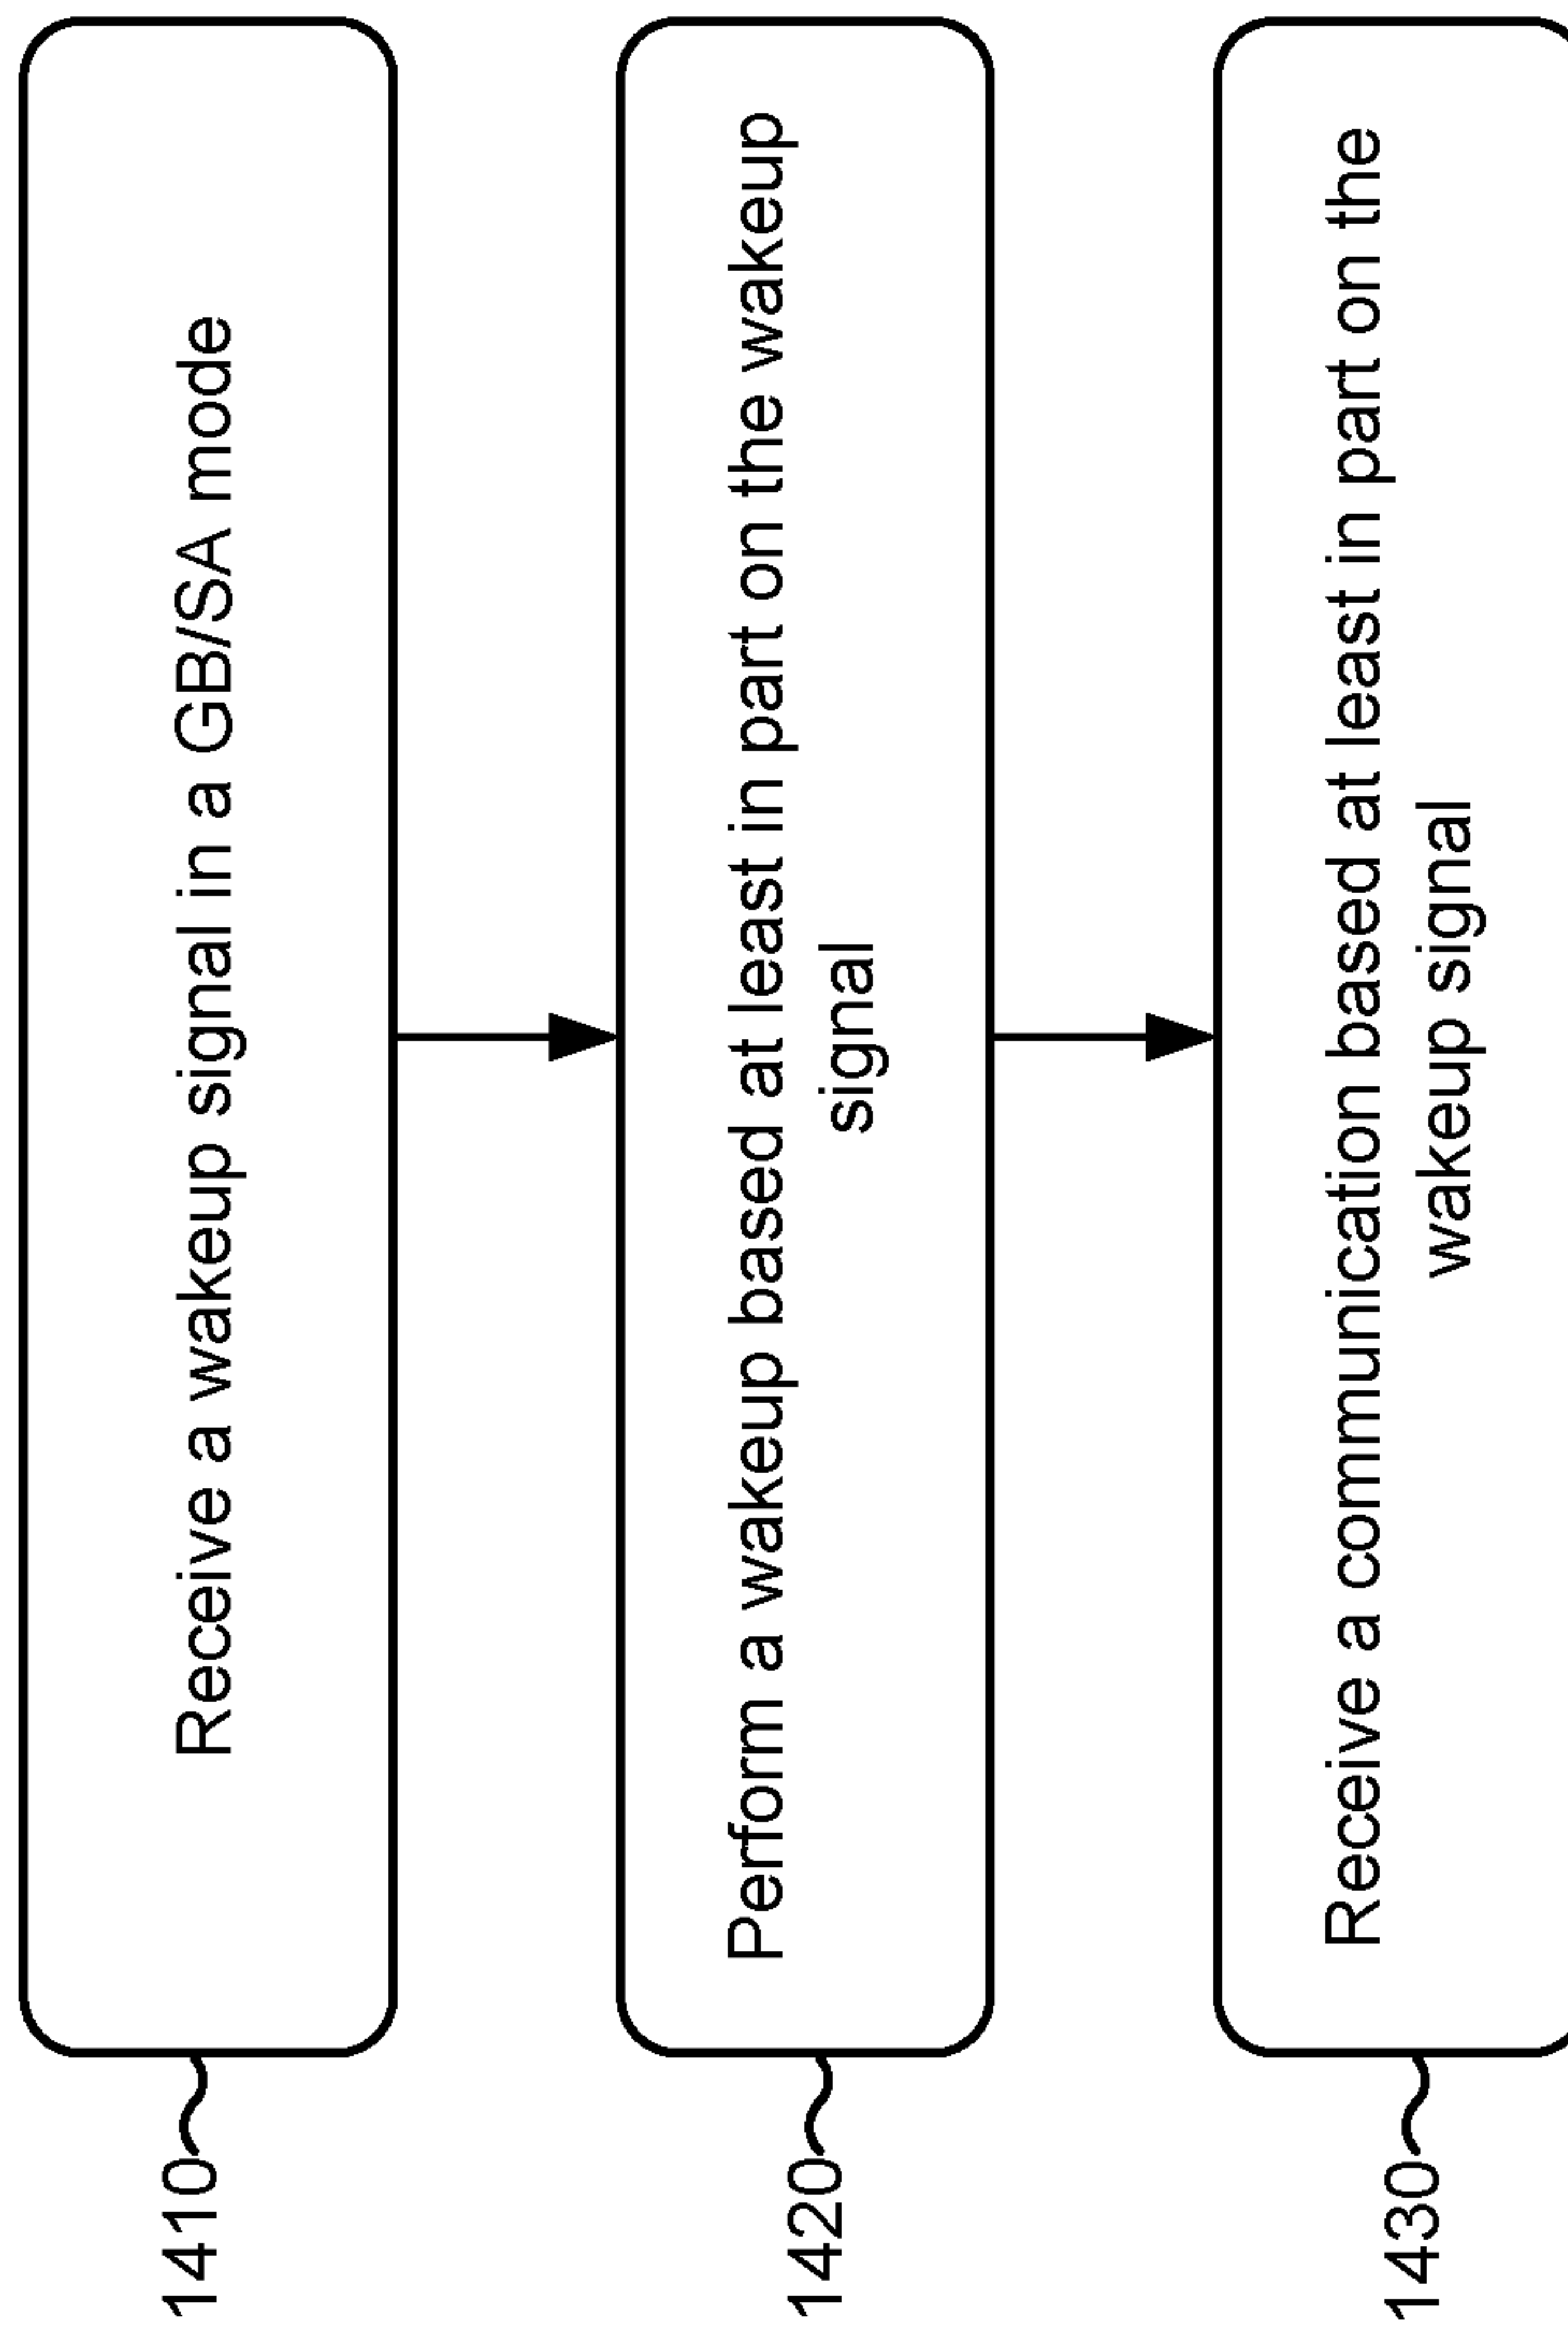 1410
Receive a wakeup signal in a GB/SA mode
1420
Perform a wakeup based at least in part on the wakeup
signal
1430
Receive a communication based at least in part on the
wakeup signal